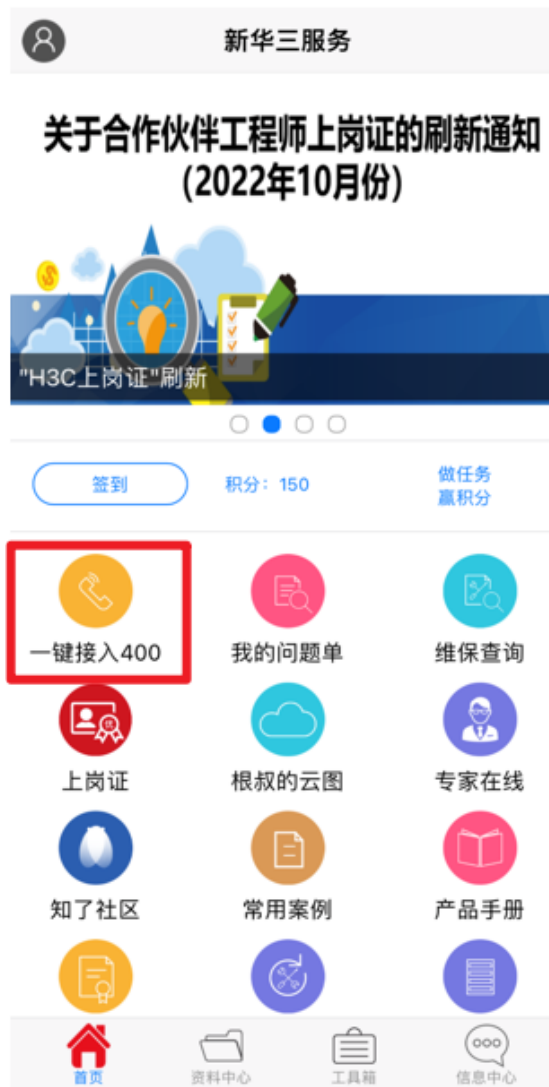 新华三服务
关于合作伙伴工程师上岗证的刷新通知
(2022年10月份)
"H3C上岗证"刷新
签到
积分：150
做任务
赢积分
一键接入400
我的问题单
维保查询
上岗证
根叔的云图
专家在线
知了社区
常用案例
产品手册
首页
资料中心
工具箱
信息中心